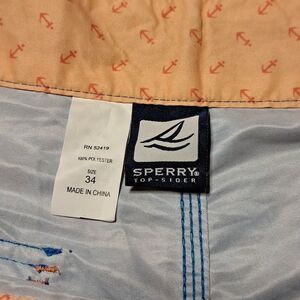 RN 52419
100% POLYESTER
SIZE
34
MADE IN CHINA
SPERRY®
TOP-SIDER